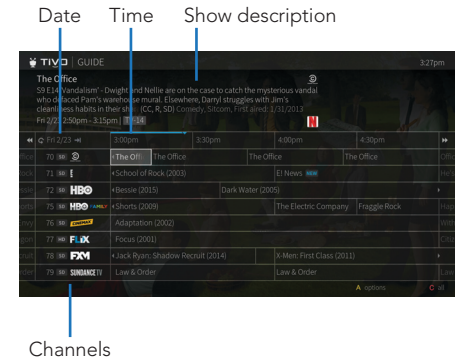 Date Time Show description
TIVO | GUIDE 3:27pm
The Office
S9 E14 'Vandalism' - Dwight and Nellie are on the case to catch the mysterious vandal
who defaced Pam's warehouse mural. Elsewhere, Darryl struggles with Jim's
cleanliness habits in their sh (CC, R, SD) Comedy, Sitcom, First aired: 1/31/2013
Fri 2/23 2:50pm - 3:15pm | TV-14 N
Fri 2/23 3:00pm 3:30pm 4:00pm 4:30pm
70 SD The Offi The Office The Office The Office
71 SD E! School of Rock (2003) E! News NEW
72 SD HBO Bessie (2015) Dark Water (2005)
75 SD HBO FAMILY Shorts (2009) The Electric Company Fraggle Rock
76 SD CINEMAX Adaptation (2002)
77 HD FLiX Focus (2001)
78 SD FXM Jack Ryan: Shadow Recruit (2014) X-Men: First Class (2011)
79 SD SUNDANCE TV Law & Order Law & Order
A options C all
Channels